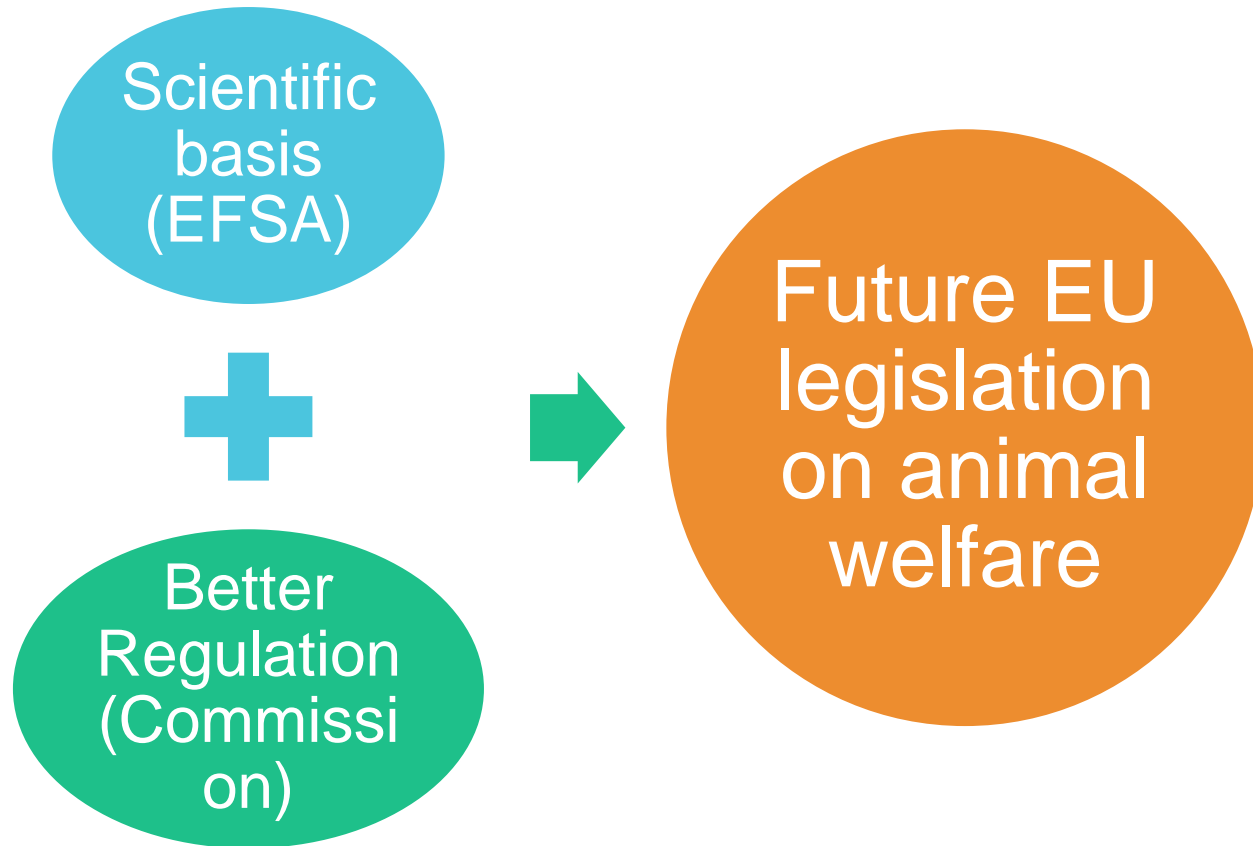 Scientific
basis
(EFSA)
Better
Regulation
(Commissi
on)
Future EU
legislation
on animal
welfare